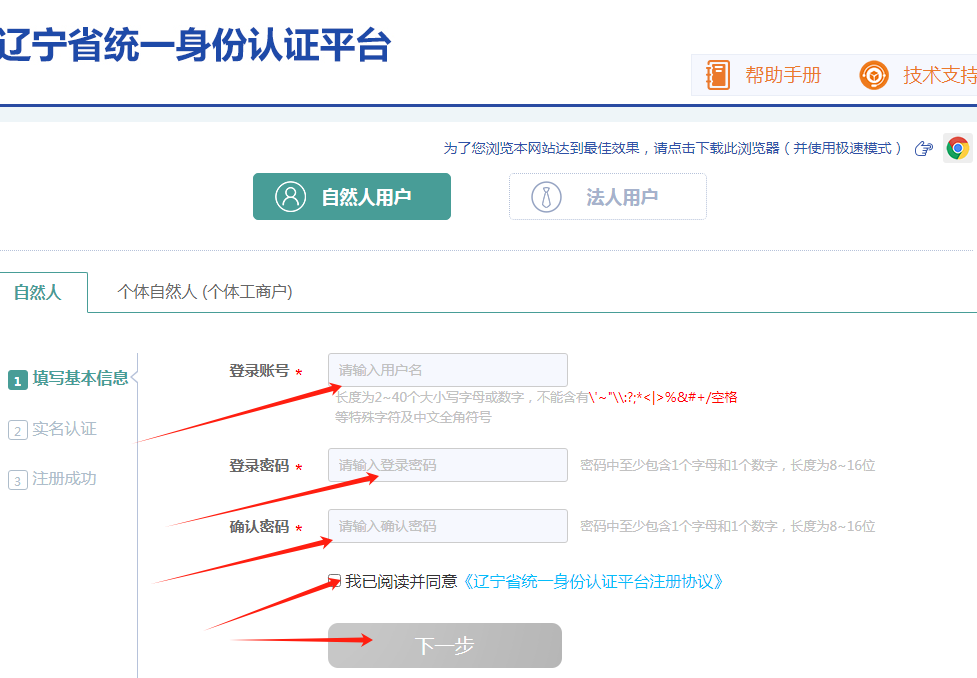 辽宁省统一身份认证平台
帮助手册
技术支持
为了您浏览本网站达到最佳效果，请点击下载此浏览器（并使用极速模式）
自然人用户
法人用户
自然人
个体自然人 (个体工商户)
1 填写基本信息
2 实名认证
3 注册成功
登录账号 *
请输入用户名
长度为2~40个大小写字母或数字，不能含有\'~"\\:?;*<|>%&#+/空格
等特殊字符及中文全角符号
登录密码 *
请输入登录密码
密码中至少包含1个字母和1个数字，长度为8~16位
确认密码 *
请输入确认密码
密码中至少包含1个字母和1个数字，长度为8~16位
我已阅读并同意《辽宁省统一身份认证平台注册协议》
下一步